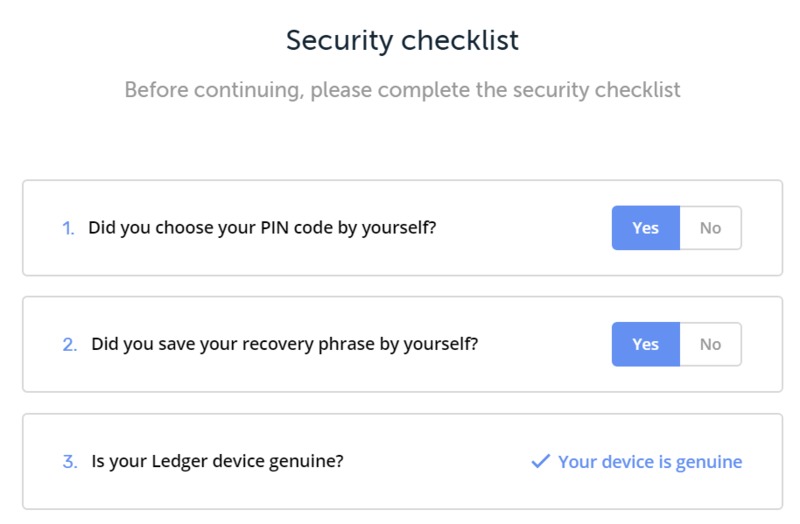 Security checklist
Before continuing, please complete the security checklist
1. Did you choose your PIN code by yourself? Yes No
2. Did you save your recovery phrase by yourself? Yes No
3. Is your Ledger device genuine? Your device is genuine